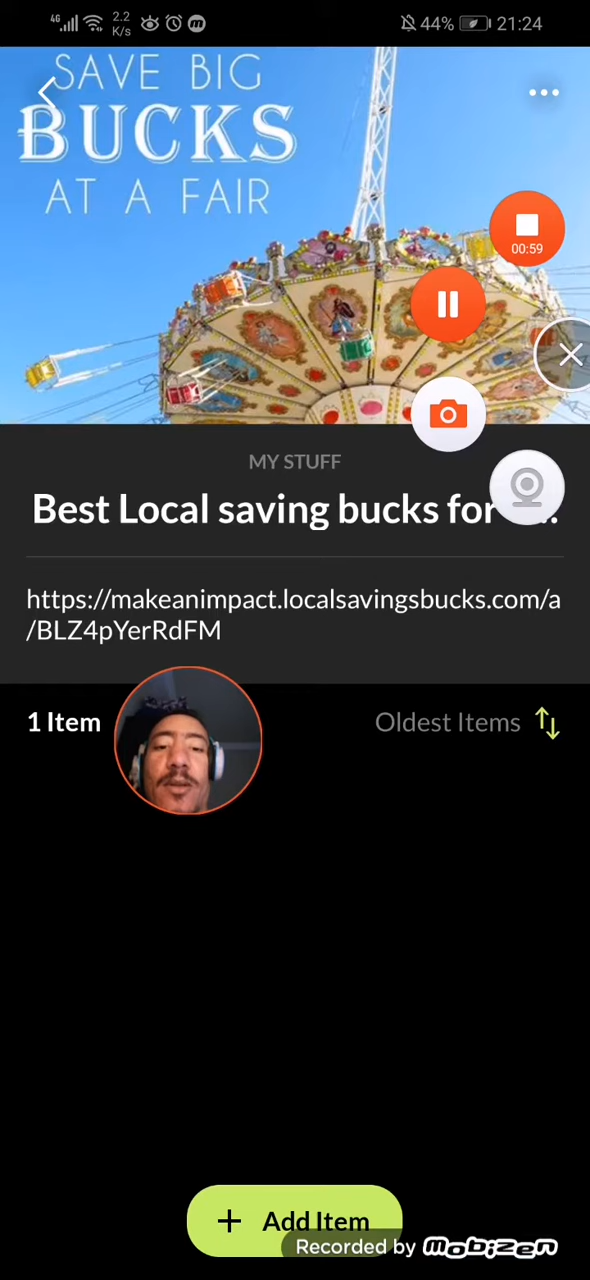 4G 2.2 K/s 44% 21:24
SAVE BIG
BUCKS
AT A FAIR
00:59
MY STUFF
Best Local saving bucks for
https://makeanimpact.localsavingsbucks.com/a
/BLZ4pYerRdFM
1 Item Oldest Items
+ Add Item
Recorded by Mobizen